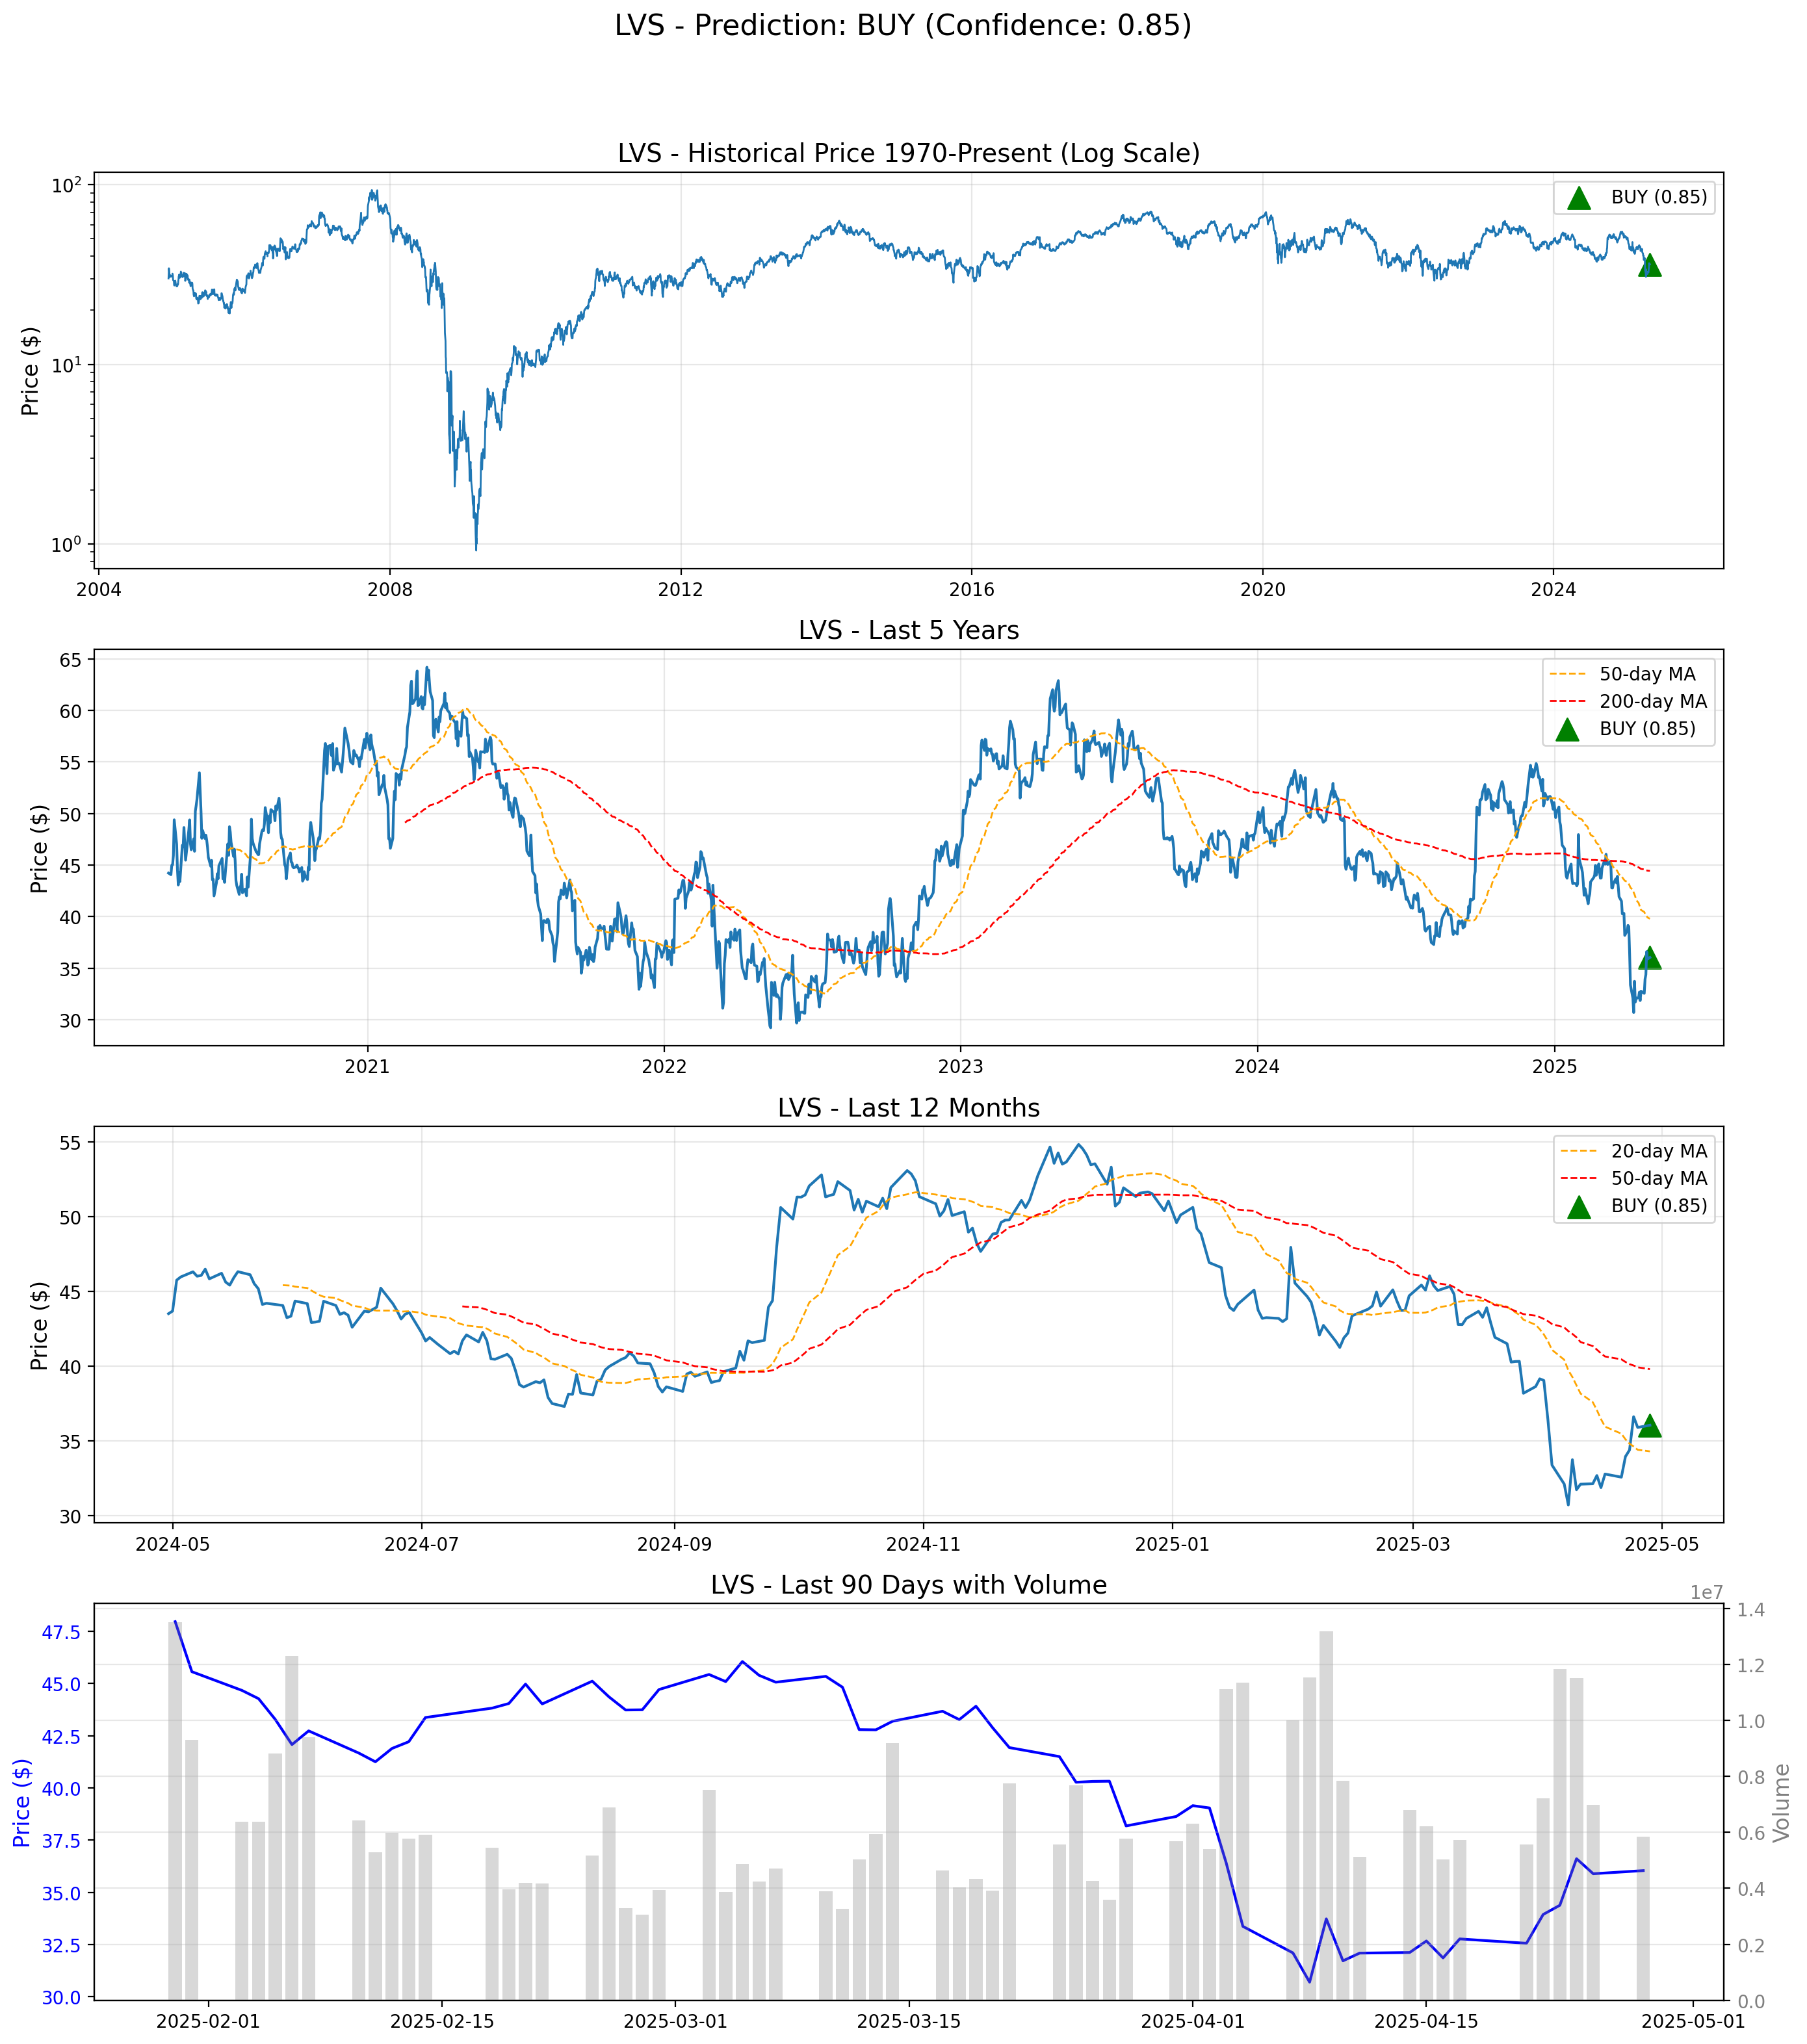 LVS - Prediction: BUY (Confidence: 0.85)
LVS - Historical Price 1970-Present (Log Scale)
Price ($)
10²
10¹
10⁰
BUY (0.85)
2004 2008 2012 2016 2020 2024
LVS - Last 5 Years
Price ($)
65
60
55
50
45
40
35
30
50-day MA
200-day MA
BUY (0.85)
2021 2022 2023 2024 2025
LVS - Last 12 Months
Price ($)
55
50
45
40
35
30
20-day MA
50-day MA
BUY (0.85)
2024-05 2024-07 2024-09 2024-11 2025-01 2025-03 2025-05
LVS - Last 90 Days with Volume
1e7
Price ($)
47.5
45.0
42.5
40.0
37.5
35.0
32.5
30.0
1.4
1.2
1.0
0.8
0.6
0.4
0.2
0.0
Volume
2025-02-01 2025-02-15 2025-03-01 2025-03-15 2025-04-01 2025-04-15 2025-05-01